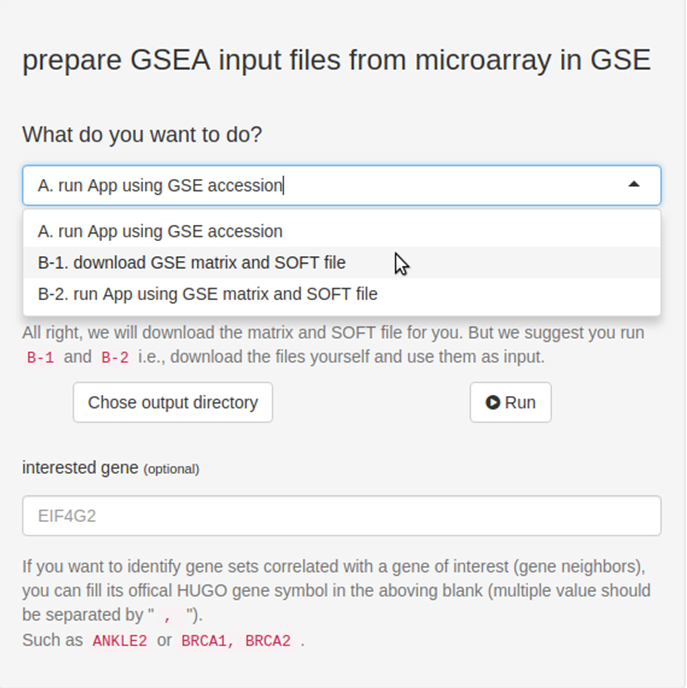 prepare GSEA input files from microarray in GSE
What do you want to do?
A. run App using GSE accession
A. run App using GSE accession
B-1. download GSE matrix and SOFT file
B-2. run App using GSE matrix and SOFT file
All right, we will download the matrix and SOFT file for you. But we suggest you run
B-1 and B-2 i.e., download the files yourself and use them as input.
Chose output directory
Run
interested gene (optional)
EIF4G2
If you want to identify gene sets correlated with a gene of interest (gene neighbors),
you can fill its offical HUGO gene symbol in the aboving blank (multiple value should
be separated by " , ").
Such as ANKLE2 or BRCA1, BRCA2 .